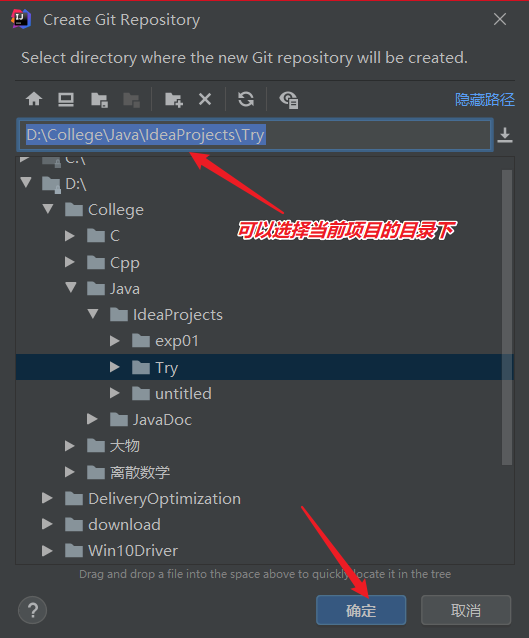 Create Git Repository
Select directory where the new Git repository will be created.
隐藏路径
D:\College\Java\IdeaProjects\Try
C:\
D:\
可以选择当前项目的目录下
College
C
Cpp
Java
IdeaProjects
exp01
Try
untitled
JavaDoc
大物
离散数学
DeliveryOptimization
download
Win10Driver
Drag and drop a file into the space above to quickly locate it in the tree
?
确定
取消